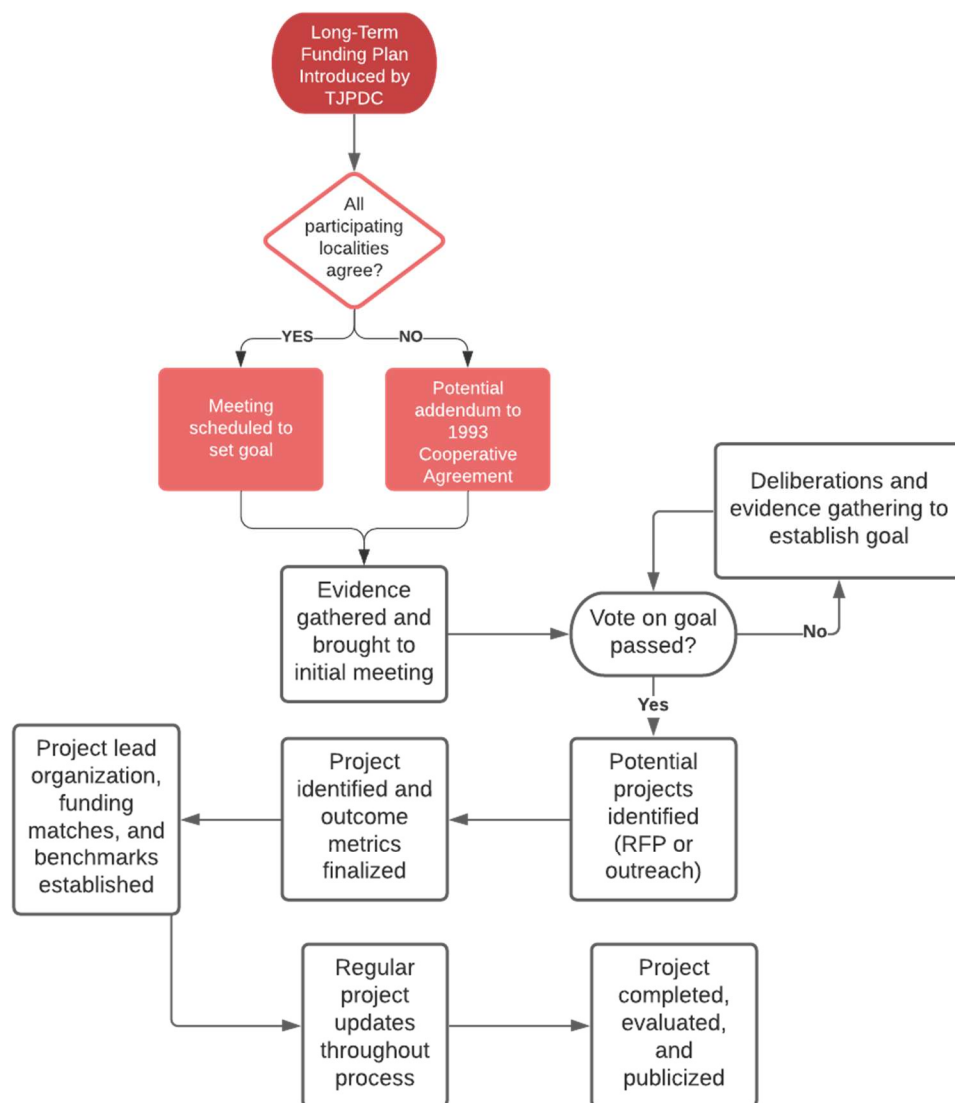 Long-Term
Funding Plan
Introduced by
TJPDC
All
participating
localities
agree?
YES
NO
Meeting
scheduled to
set goal
Potential
addendum to
1993
Cooperative
Agreement
Deliberations and
evidence gathering to
establish goal
Evidence
gathered and
brought to
initial meeting
Vote on goal
passed?
No
Yes
Potential
projects
identified
(RFP or
outreach)
Project
identified and
outcome
metrics
finalized
Project lead
organization,
funding
matches, and
benchmarks
established
Regular
project
updates
throughout
process
Project
completed,
evaluated,
and
publicized